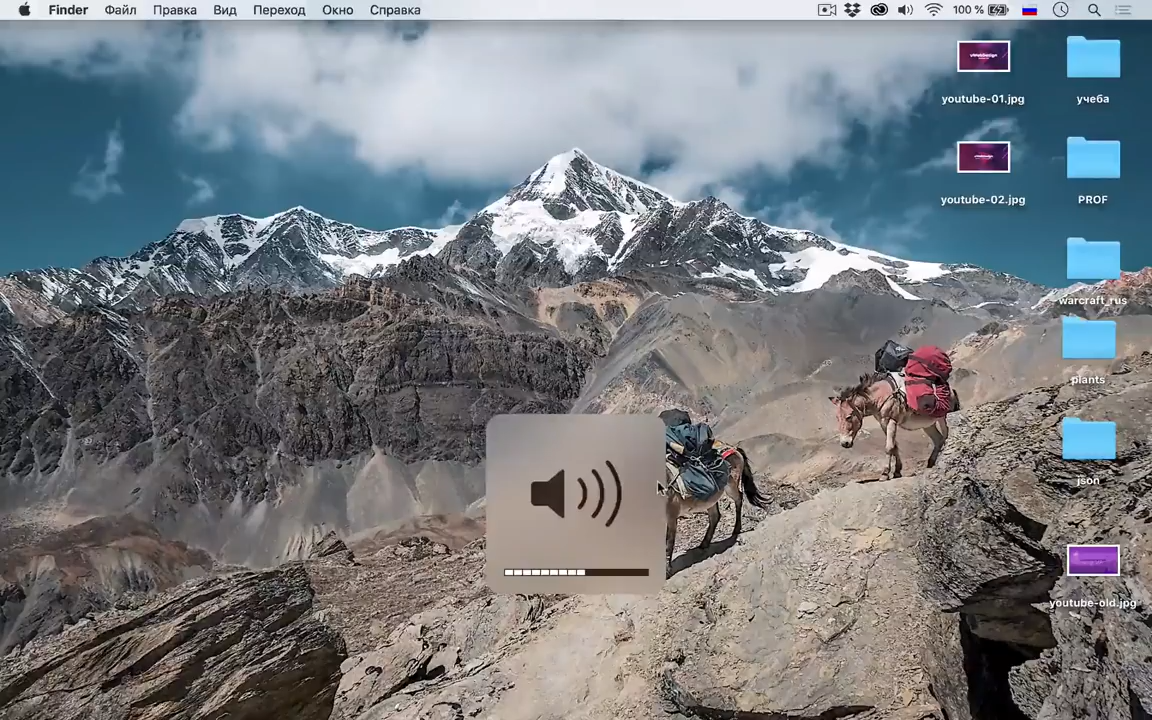 Finder Файл Правка Вид Переход Окно Справка 100 %
youtube-01.jpg учеба
youtube-02.jpg PROF
warcraft_rus
plants
json
youtube-old.jpg